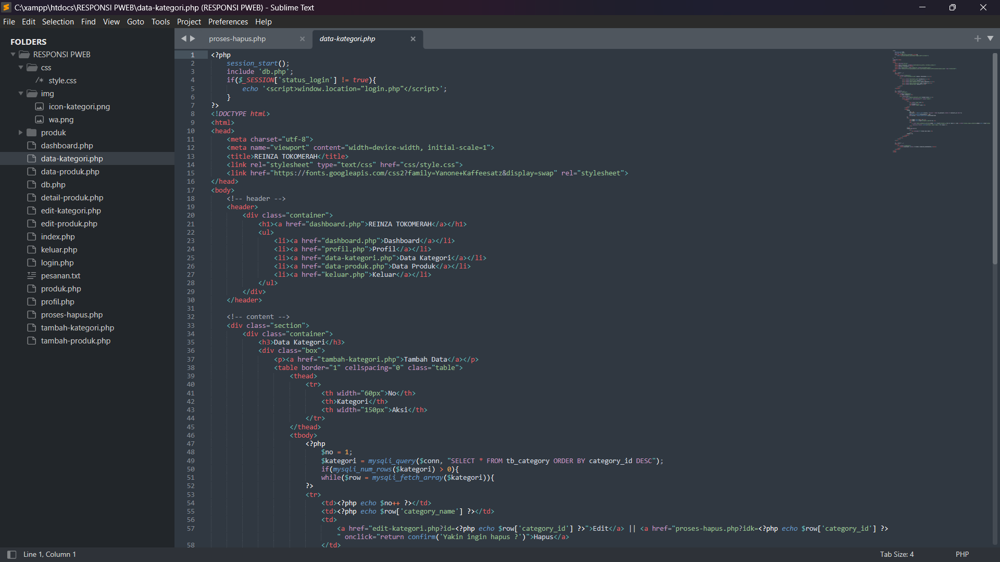 C:\xampp\htdocs\RESPONSI PWEB\data-kategori.php (RESPONSI PWEB) - Sublime Text
File Edit Selection Find View Goto Tools Project Preferences Help
FOLDERS
RESPONSI PWEB
css
/* style.css
img
icon-kategori.png
wa.png
produk
dashboard.php
data-kategori.php
data-produk.php
db.php
detail-produk.php
edit-kategori.php
edit-produk.php
index.php
keluar.php
login.php
pesanan.txt
produk.php
profil.php
proses-hapus.php
tambah-kategori.php
tambah-produk.php
proses-hapus.php
data-kategori.php
1 <?php
2 session_start();
3 include 'db.php';
4 if($_SESSION['status_login'] != true){
5 echo '<script>window.location="login.php"</script>';
6 }
7 ?>
8 <!DOCTYPE html>
9 <html>
10 <head>
11 <meta charset="utf-8">
12 <meta name="viewport" content="width=device-width, initial-scale=1">
13 <title>REINZA TOKOMERAH</title>
14 <link rel="stylesheet" type="text/css" href="css/style.css">
15 <link href="https://fonts.googleapis.com/css2?family=Yanone+Kaffeesatz&display=swap" rel="stylesheet">
16 </head>
17 <body>
18 <!-- header -->
19 <header>
20 <div class="container">
21 <h1><a href="dashboard.php">REINZA TOKOMERAH</a></h1>
22 <ul>
23 <li><a href="dashboard.php">Dashboard</a></li>
24 <li><a href="profil.php">Profil</a></li>
25 <li><a href="data-kategori.php">Data Kategori</a></li>
26 <li><a href="data-produk.php">Data Produk</a></li>
27 <li><a href="keluar.php">Keluar</a></li>
28 </ul>
29 </div>
30 </header>
31
32 <!-- content -->
33 <div class="section">
34 <div class="container">
35 <h3>Data Kategori</h3>
36 <div class="box">
37 <p><a href="tambah-kategori.php">Tambah Data</a></p>
38 <table border="1" cellspacing="0" class="table">
39 <thead>
40 <tr>
41 <th width="60px">No</th>
42 <th>Kategori</th>
43 <th width="150px">Aksi</th>
44 </tr>
45 </thead>
46 <tbody>
47 <?php
48 $no = 1;
49 $kategori = mysqli_query($conn, "SELECT * FROM tb_category ORDER BY category_id DESC");
50 if(mysqli_num_rows($kategori) > 0){
51 while($row = mysqli_fetch_array($kategori)){
52 ?>
53 <tr>
54 <td><?php echo $no++ ?></td>
55 <td><?php echo $row['category_name'] ?></td>
56 <td>
57 <a href="edit-kategori.php?id=<?php echo $row['category_id'] ?>">Edit</a> || <a href="proses-hapus.php?idk=<?php echo $row['category_id'] ?>
" onclick="return confirm('Yakin ingin hapus ?')">Hapus</a>
58 </td>
Line 1, Column 1
Tab Size: 4
PHP